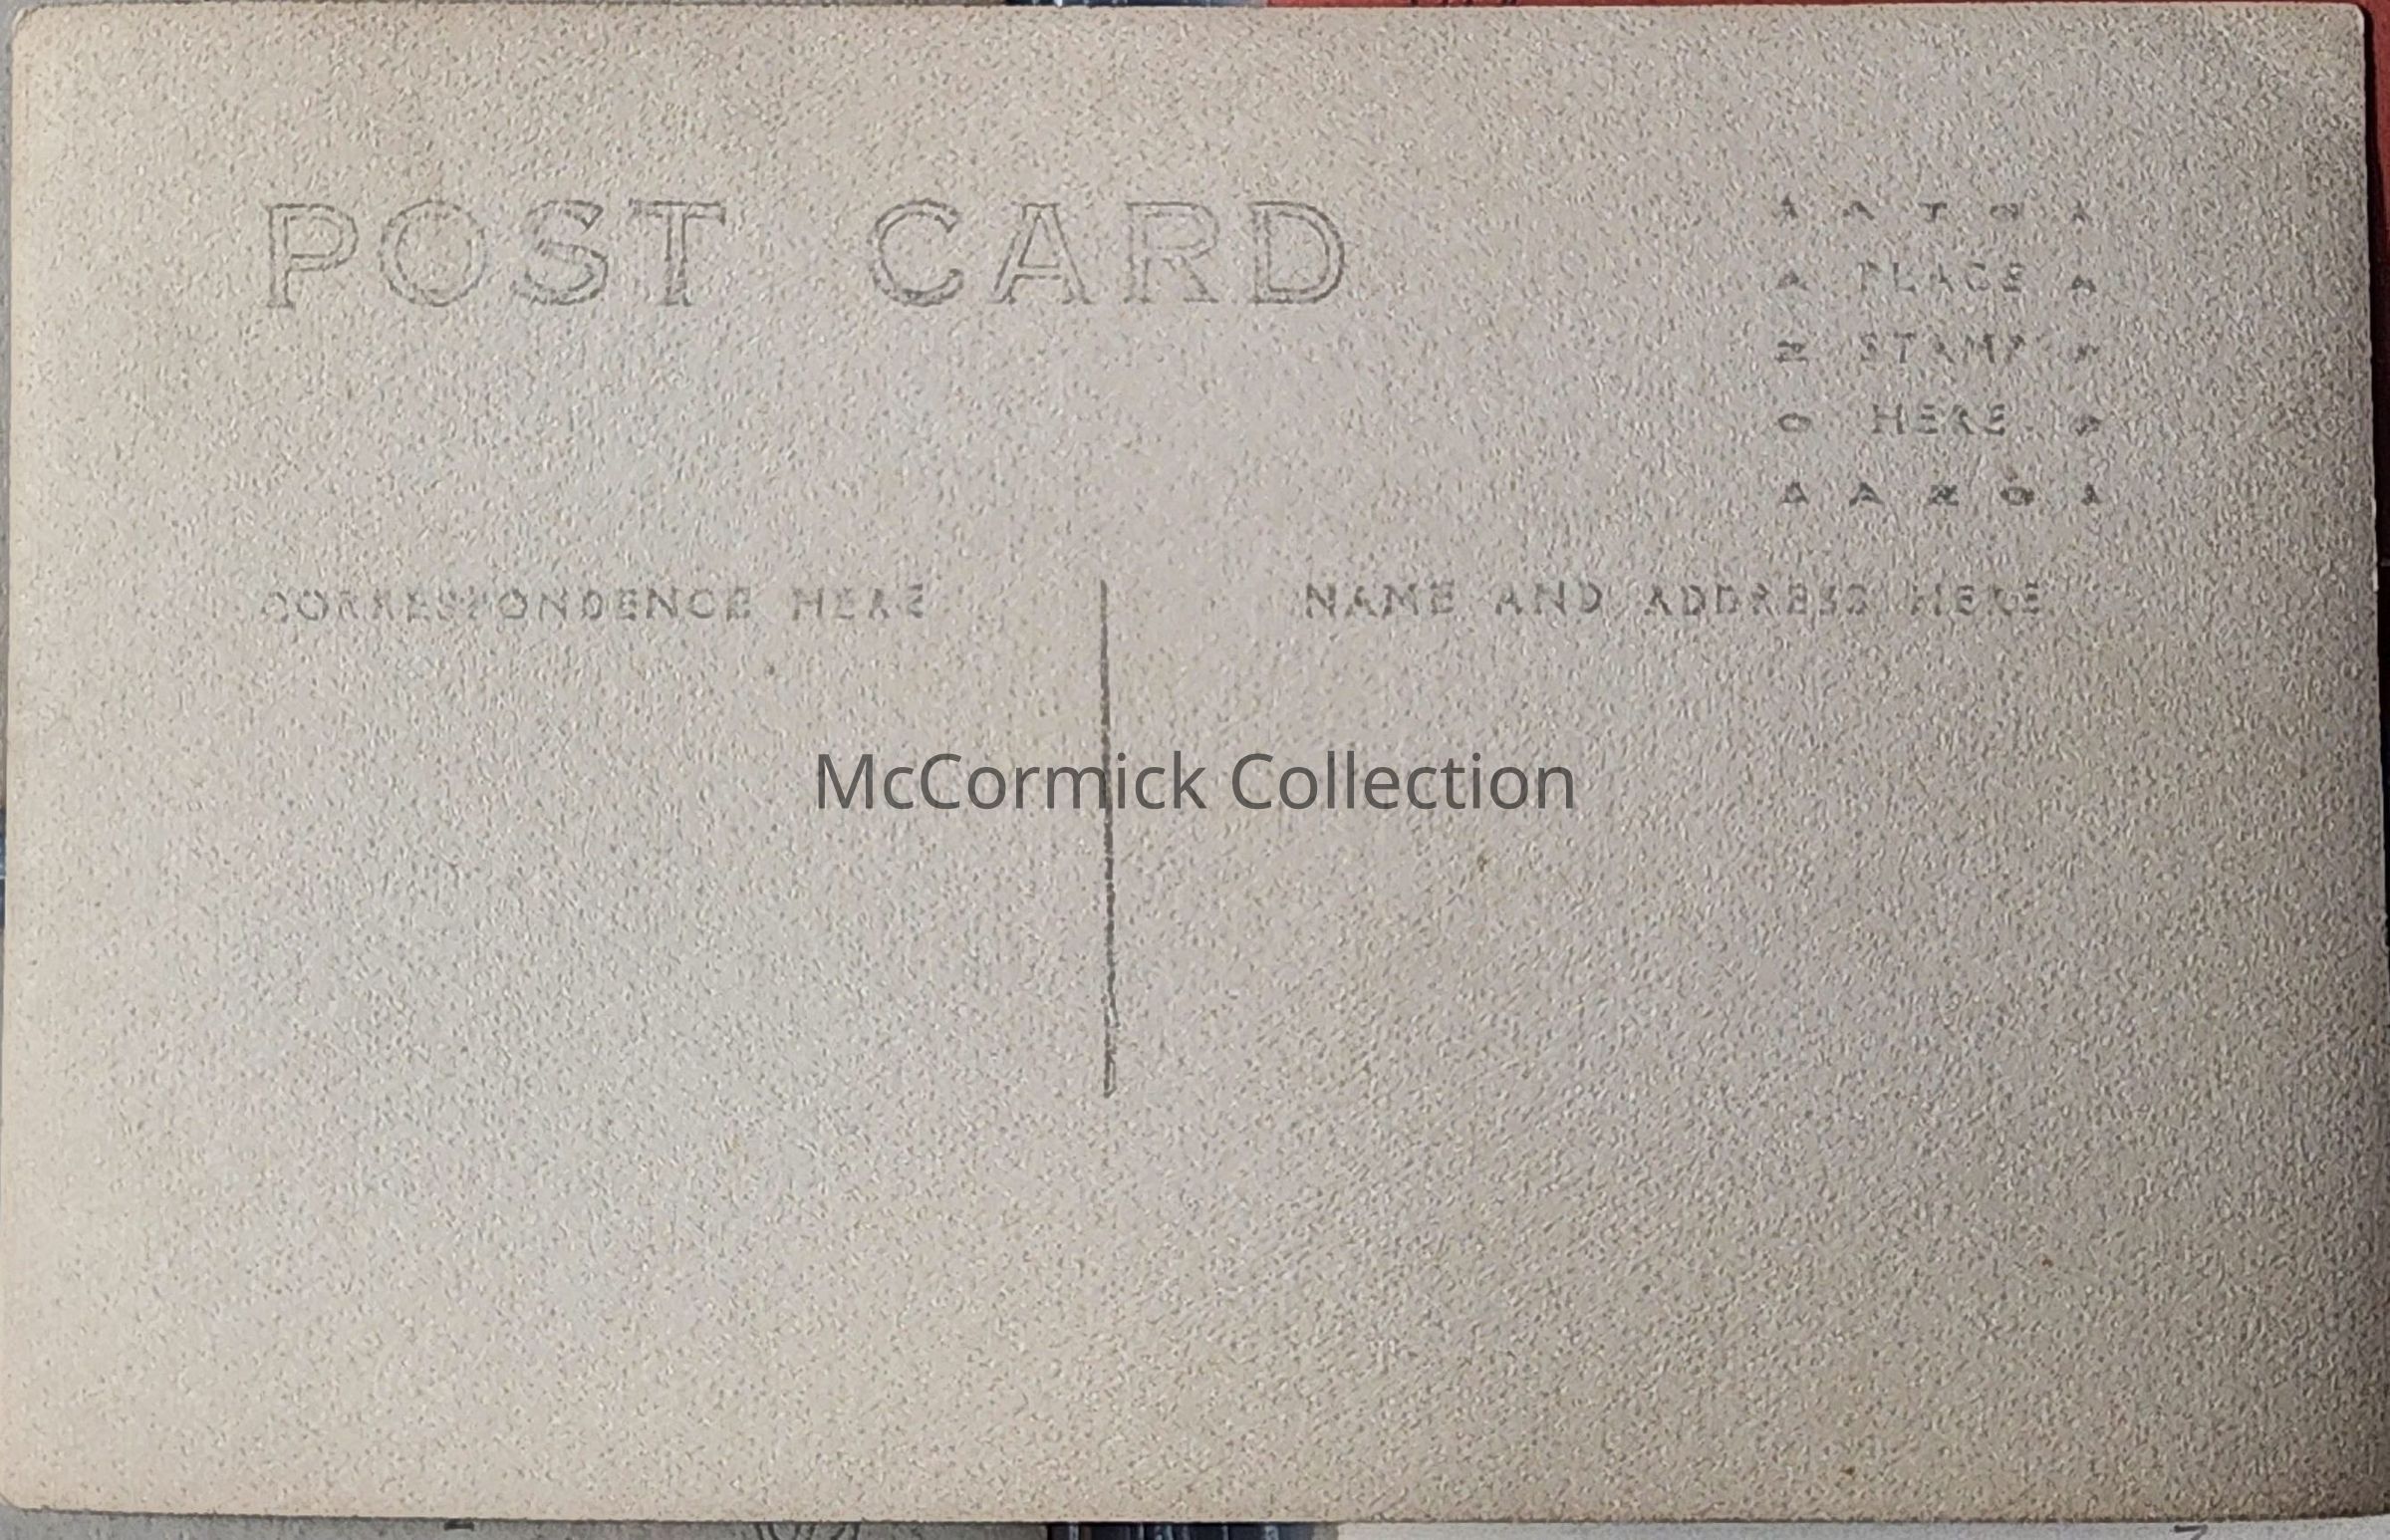 POST CARD
PLACE
STAMP
HERE
CORRESPONDENCE HERE
NAME AND ADDRESS HERE
McCormick Collection